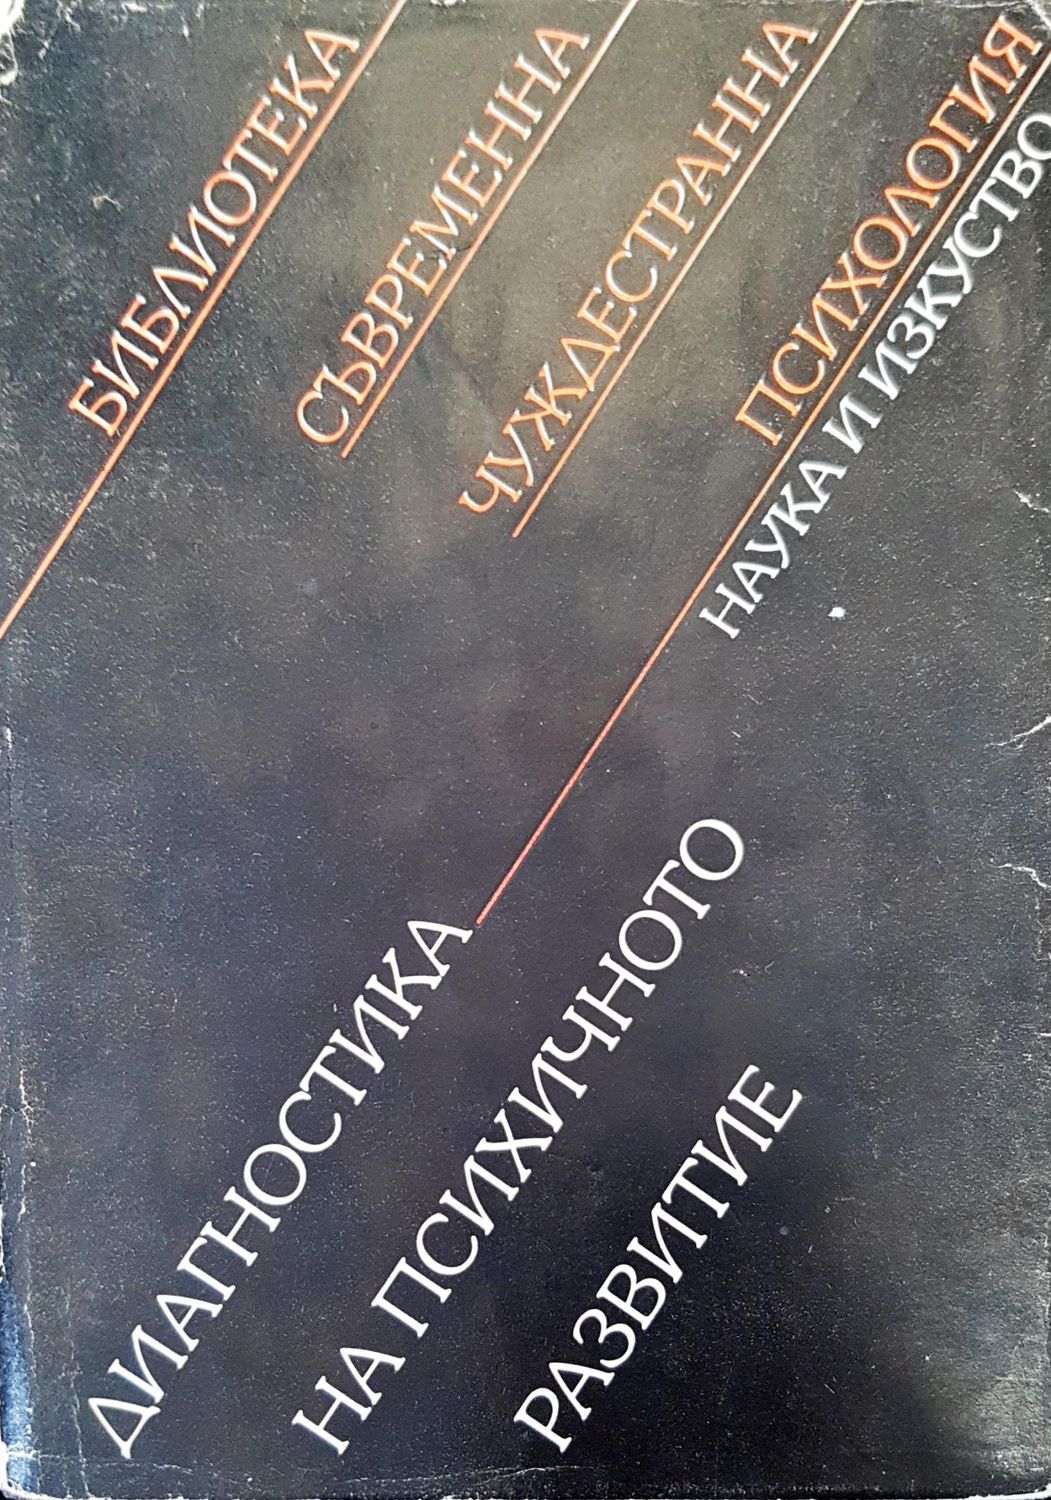 БИБЛИОТЕКА
СЪВРЕМЕННА
ЧУЖДЕСТРАННА
ПСИХОЛОГИЯ
НАУКА И ИЗКУСТВО
ДИАГНОСТИКА
НА ПСИХИЧНОТО
РАЗВИТИЕ